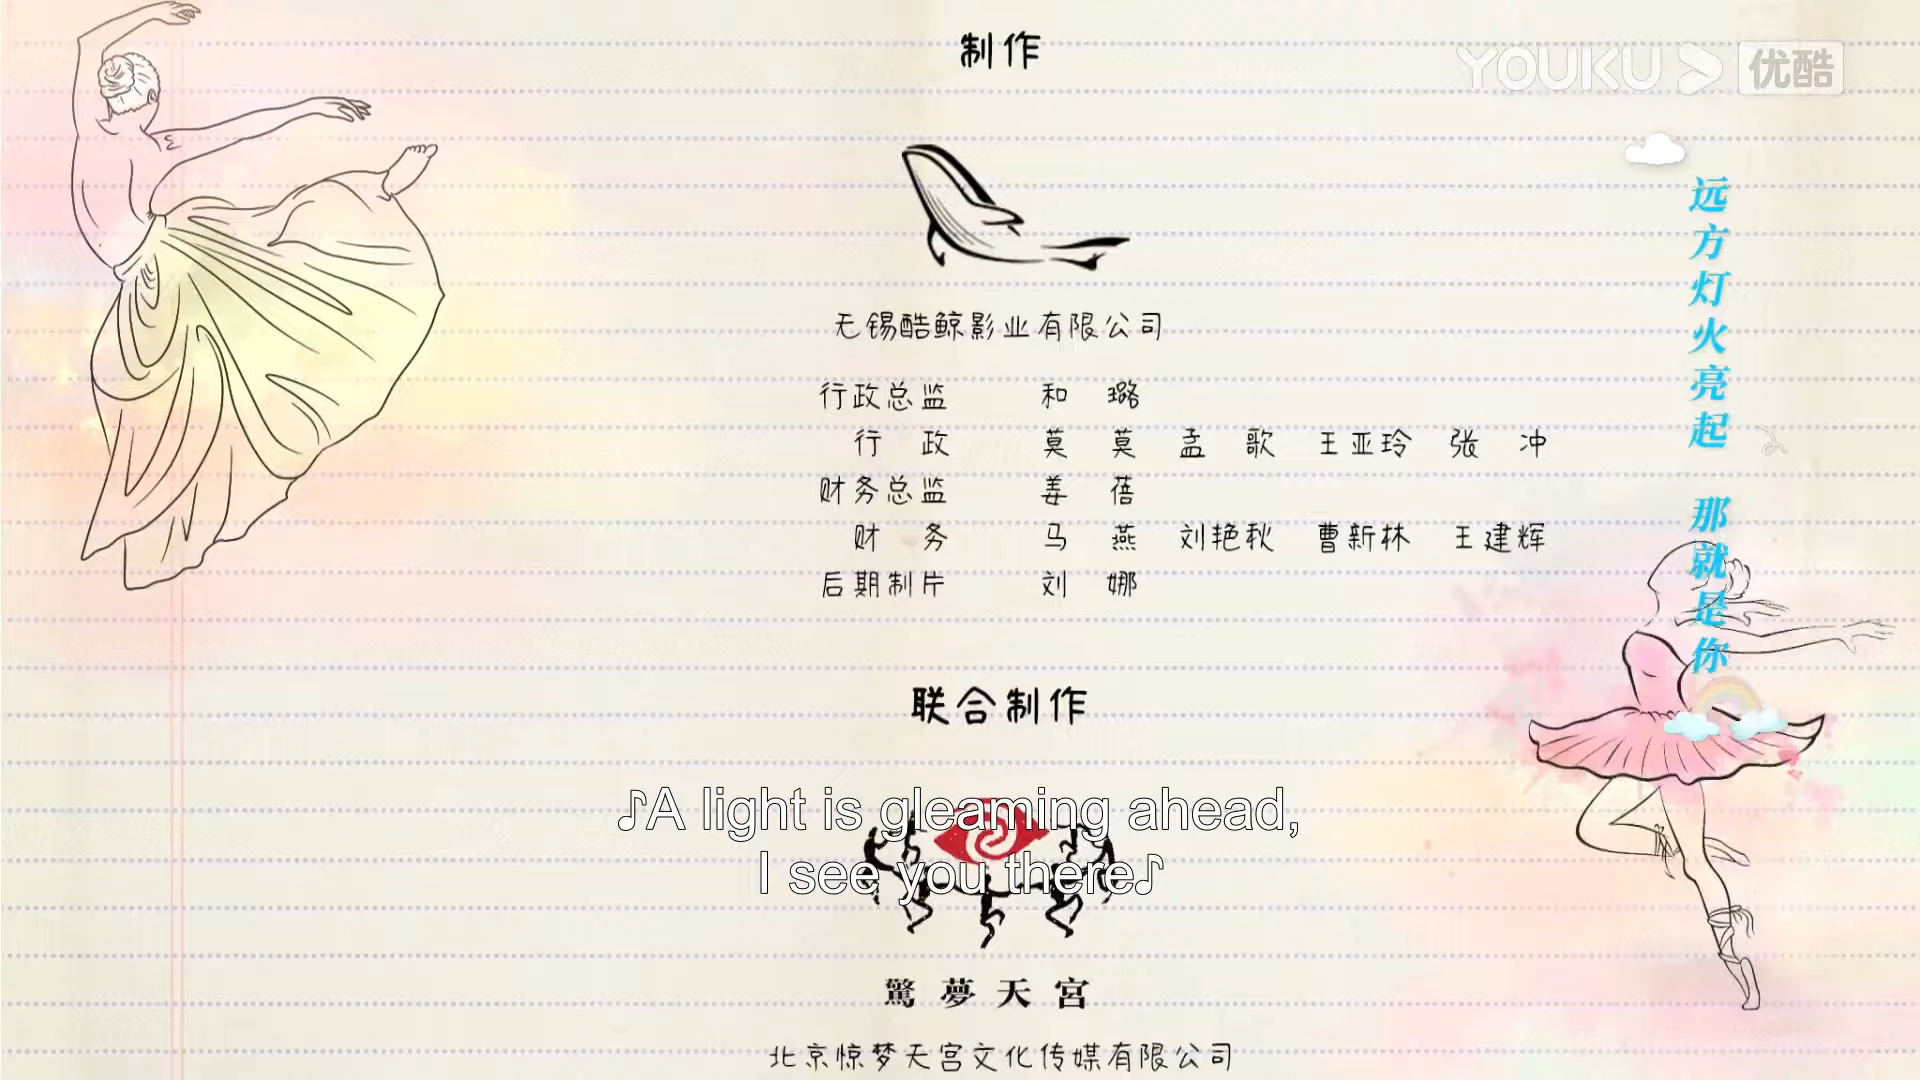 制作
YOUKU 优酷
无锡酷鲸影业有限公司
行政总监 和 璐
行 政 莫 莫 孟 歌 王亚玲 张 冲
财务总监 姜 蓓
财 务 马 燕 刘艳秋 曹新林 王建辉
后期制片 刘 娜
远方灯火亮起 那就是你
联合制作
♪A light is gleaming ahead,
I see you there♪
驚夢天宮
北京惊梦天宫文化传媒有限公司